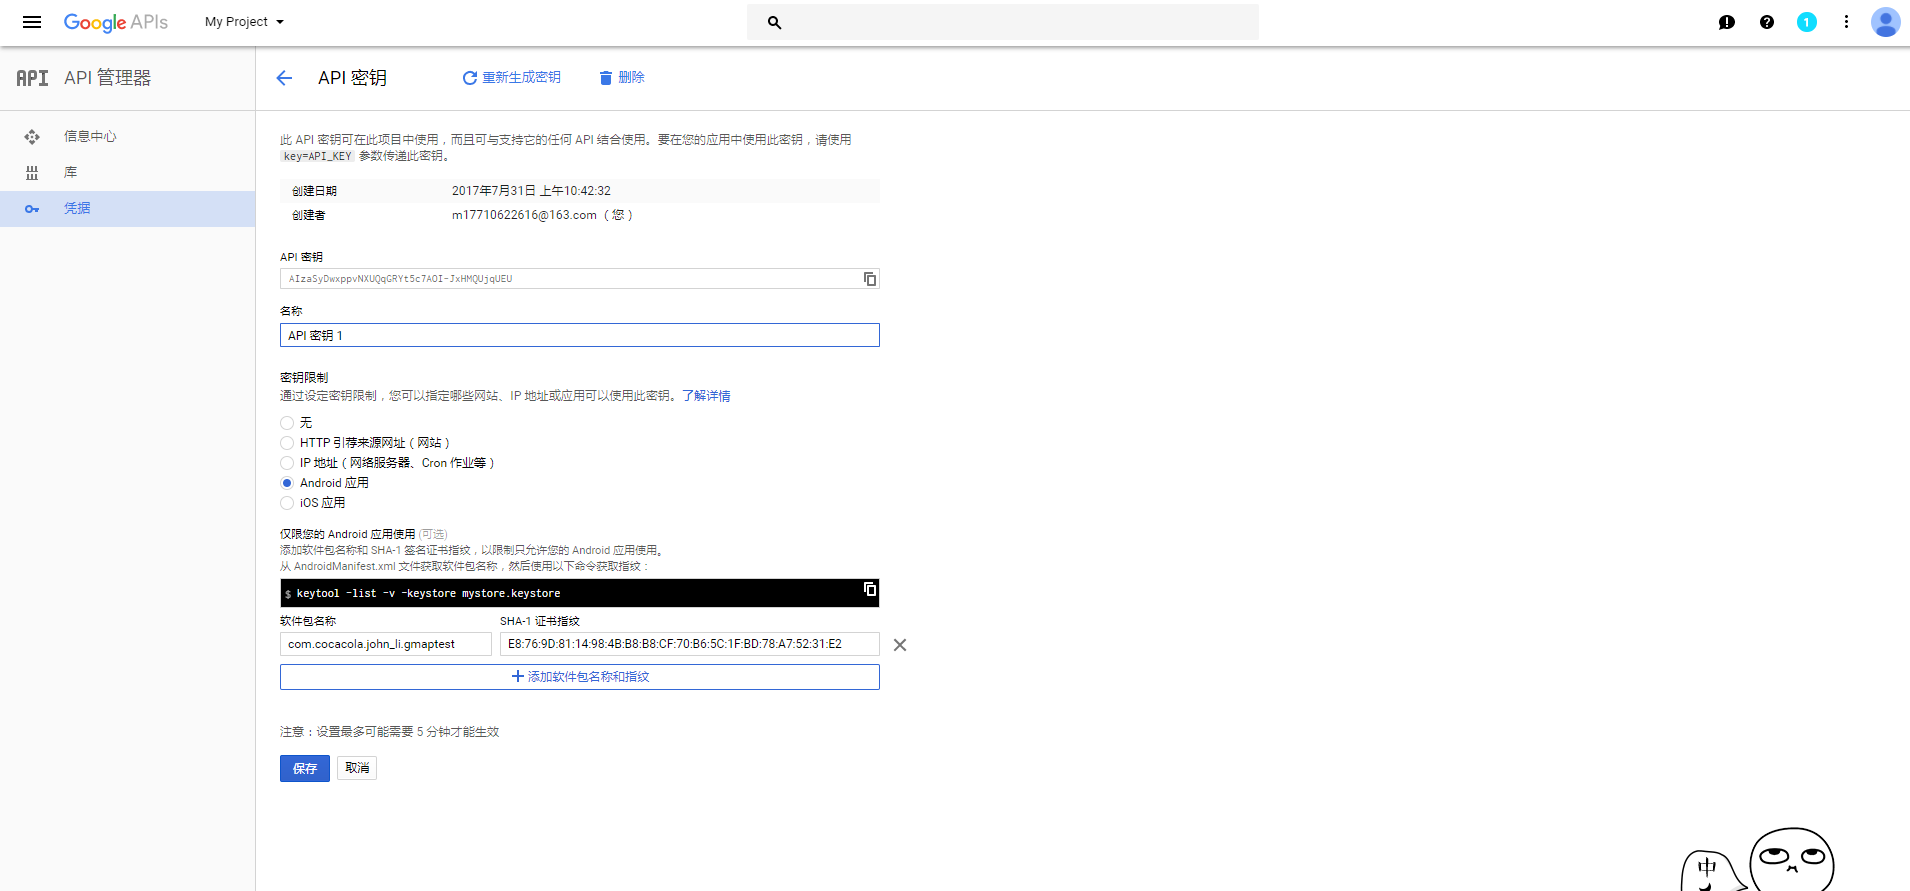 Google APIs
My Project
1
API API 管理器
API 密钥
重新生成密钥
删除
信息中心
库
凭据
此 API 密钥可在此项目中使用，而且可与支持它的任何 API 结合使用。要在您的应用中使用此密钥，请使用
key=API_KEY 参数传递此密钥。
创建日期 2017年7月31日 上午10:42:32
创建者 m17710622616@163.com（您）
API 密钥
AIzaSyDwxppvNXUQqGRYt5c7AOI-JxHMQUjqUEU
名称
API 密钥 1
密钥限制
通过设定密钥限制，您可以指定哪些网站、IP 地址或应用可以使用此密钥。了解详情
无
HTTP 引荐来源网址（网站）
IP 地址（网络服务器、Cron 作业等）
Android 应用
iOS 应用
仅限您的 Android 应用使用 (可选)
添加软件包名称和 SHA-1 签名证书指纹，以限制只允许您的 Android 应用使用。
从 AndroidManifest.xml 文件获取软件包名称，然后使用以下命令获取指纹：
$ keytool -list -v -keystore mystore.keystore
软件包名称 SHA-1 证书指纹
com.cocacola.john_li.gmaptest E8:76:9D:81:14:98:4B:B8:B8:CF:70:B6:5C:1F:BD:78:A7:52:31:E2
添加软件包名称和指纹
注意：设置最多可能需要 5 分钟才能生效
保存 取消
中